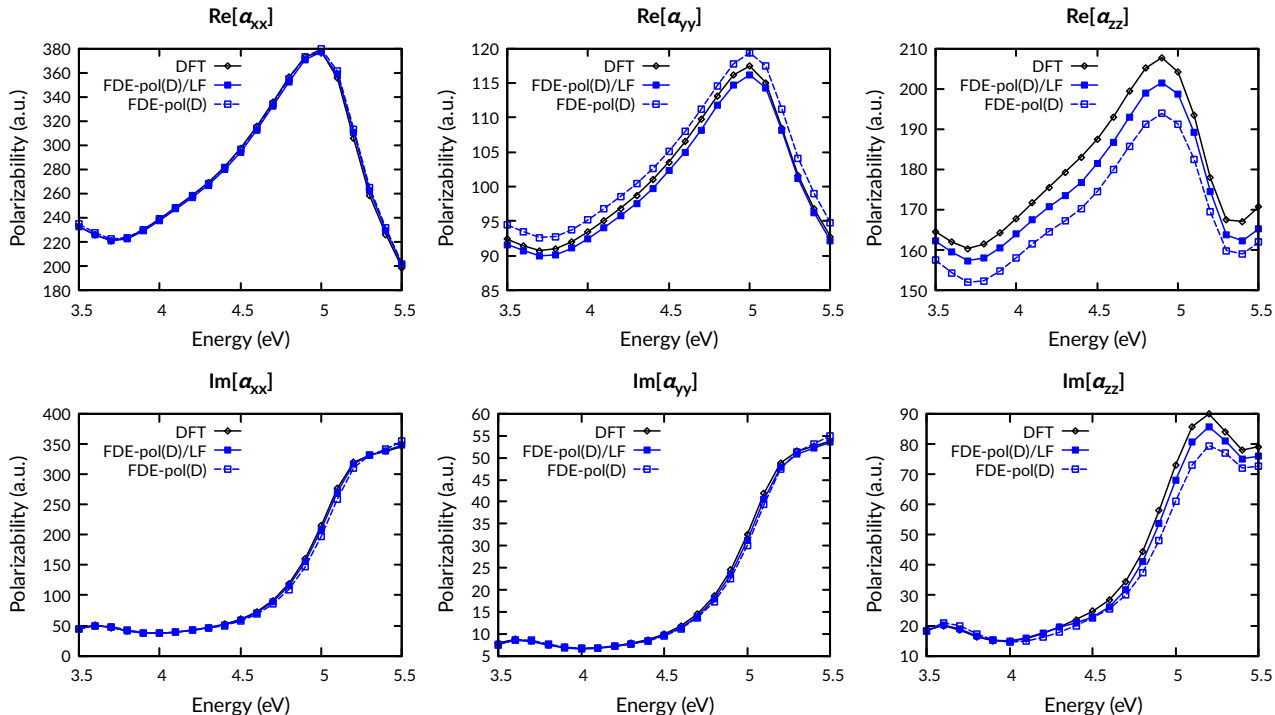 Re[αxx]
380
360
340
320
300
280
260
240
220
200
180
3.5
4
4.5
5
5.5
Polarizability (a.u.)
Energy (eV)
DFT
FDE-pol(D)/LF
FDE-pol(D)
Re[αyy]
120
115
110
105
100
95
90
85
3.5
4
4.5
5
5.5
Polarizability (a.u.)
Energy (eV)
DFT
FDE-pol(D)/LF
FDE-pol(D)
Re[αzz]
210
200
190
180
170
160
150
3.5
4
4.5
5
5.5
Polarizability (a.u.)
Energy (eV)
DFT
FDE-pol(D)/LF
FDE-pol(D)
Im[αxx]
400
350
300
250
200
150
100
50
0
3.5
4
4.5
5
5.5
Polarizability (a.u.)
Energy (eV)
DFT
FDE-pol(D)/LF
FDE-pol(D)
Im[αyy]
60
55
50
45
40
35
30
25
20
15
10
5
3.5
4
4.5
5
5.5
Polarizability (a.u.)
Energy (eV)
DFT
FDE-pol(D)/LF
FDE-pol(D)
Im[αzz]
90
80
70
60
50
40
30
20
10
3.5
4
4.5
5
5.5
Polarizability (a.u.)
Energy (eV)
DFT
FDE-pol(D)/LF
FDE-pol(D)